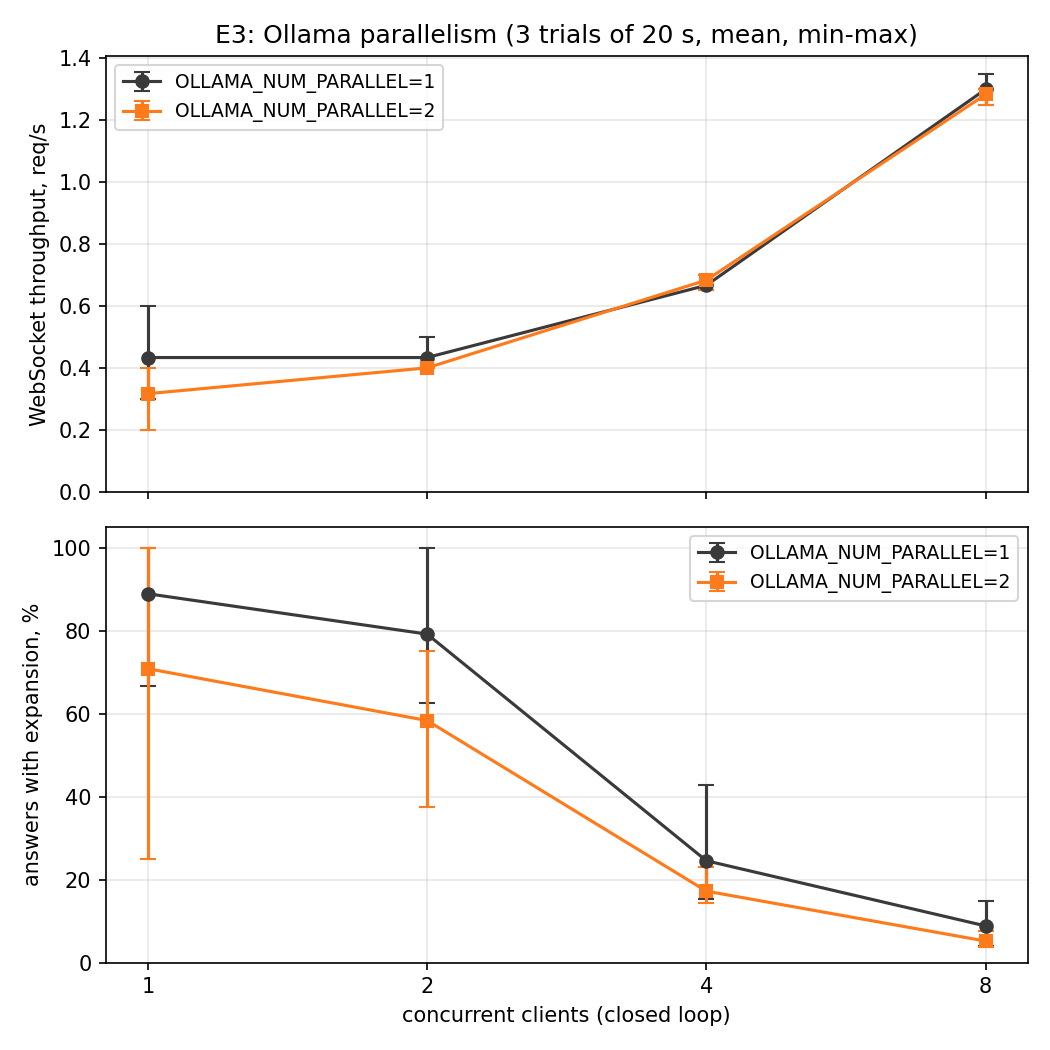 E3: Ollama parallelism (3 trials of 20 s, mean, min-max)
OLLAMA_NUM_PARALLEL=1
OLLAMA_NUM_PARALLEL=2
WebSocket throughput, req/s
1.4
1.2
1.0
0.8
0.6
0.4
0.2
0.0
OLLAMA_NUM_PARALLEL=1
OLLAMA_NUM_PARALLEL=2
answers with expansion, %
100
80
60
40
20
0
1 2 4 8
concurrent clients (closed loop)